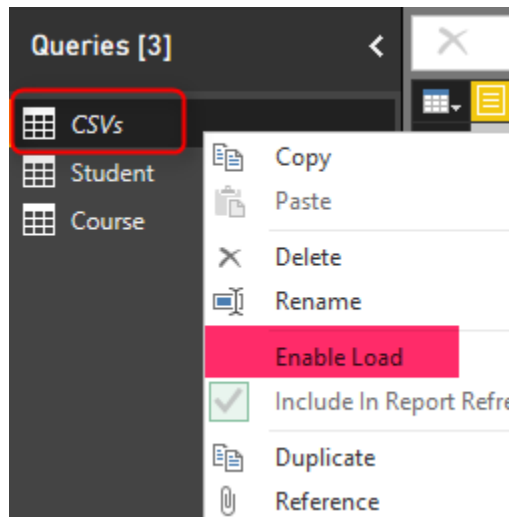 Queries [3]
CSVs
Student
Course
Copy
Paste
Delete
Rename
Enable Load
Include In Report Refre
Duplicate
Reference